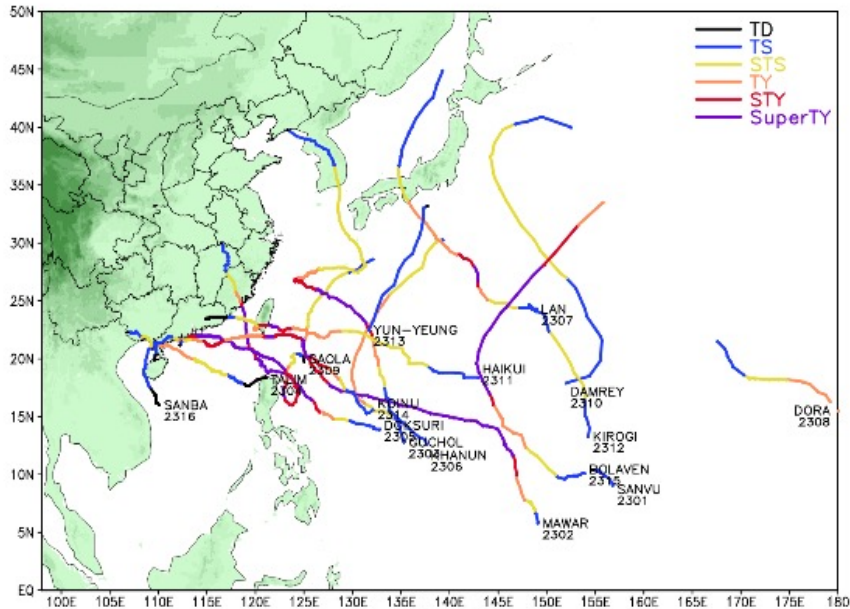 50N
TD
TS
STS
TY
STY
SuperTY
45N
40N
35N
30N
25N
LAN
2307
YUN-YEUNG
2313
20N
SAOLA
2309
HAIKUI
2311
TALIM
DAMREY
2310
SANBA
2316
KOINU
2314
DORA
2308
15N
DOKSURI
2305
GUCHOL
KIROGI
2312
KHANUN
2306
10N
BOLAVEN
2315
SANVU
2301
MAWAR
2302
5N
EQ
100E 105E 110E 115E 120E 125E 130E 135E 140E 145E 150E 155E 160E 165E 170E 175E 180